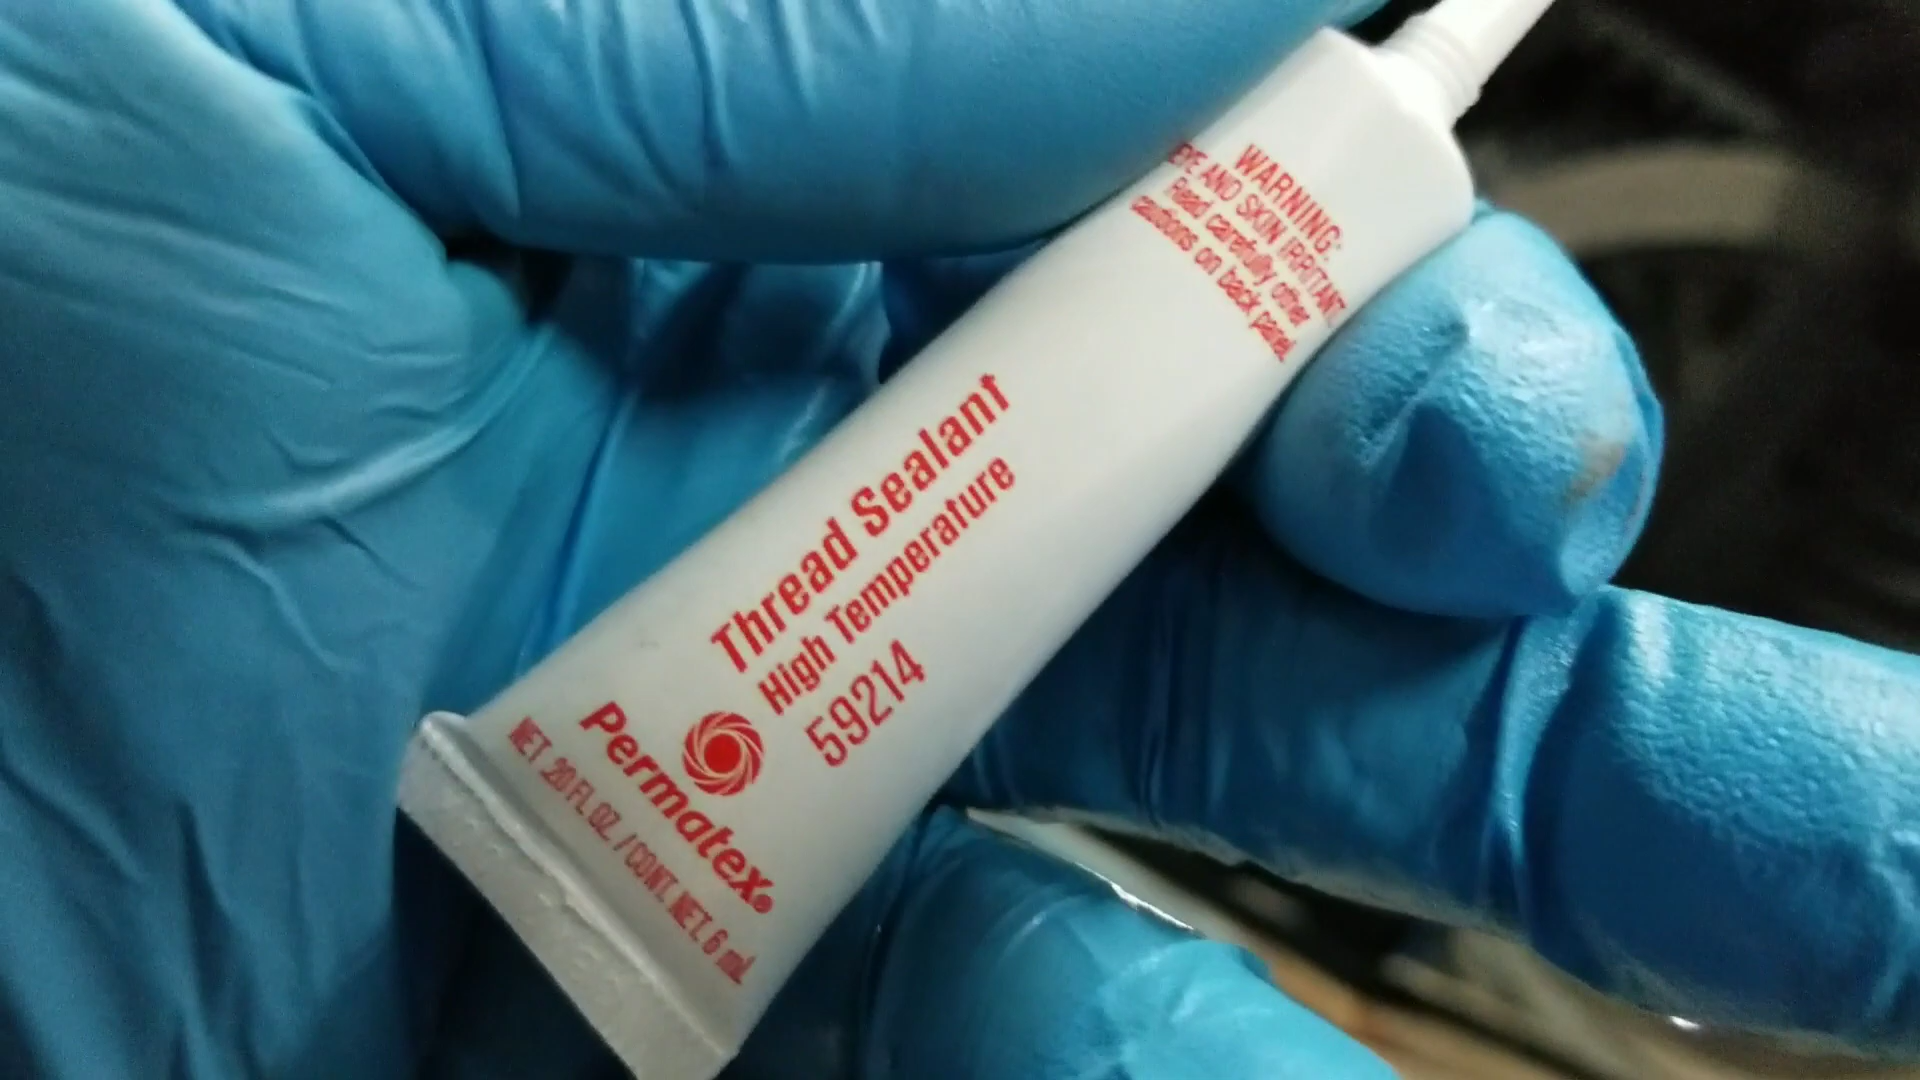 WARNING:
EYE AND SKIN IRRITANT
Read carefully other
cautions on back panel.
Thread Sealant
High Temperature
59214
Permatex®
NET .20 FL. OZ. / CONT. NET. 6 mL